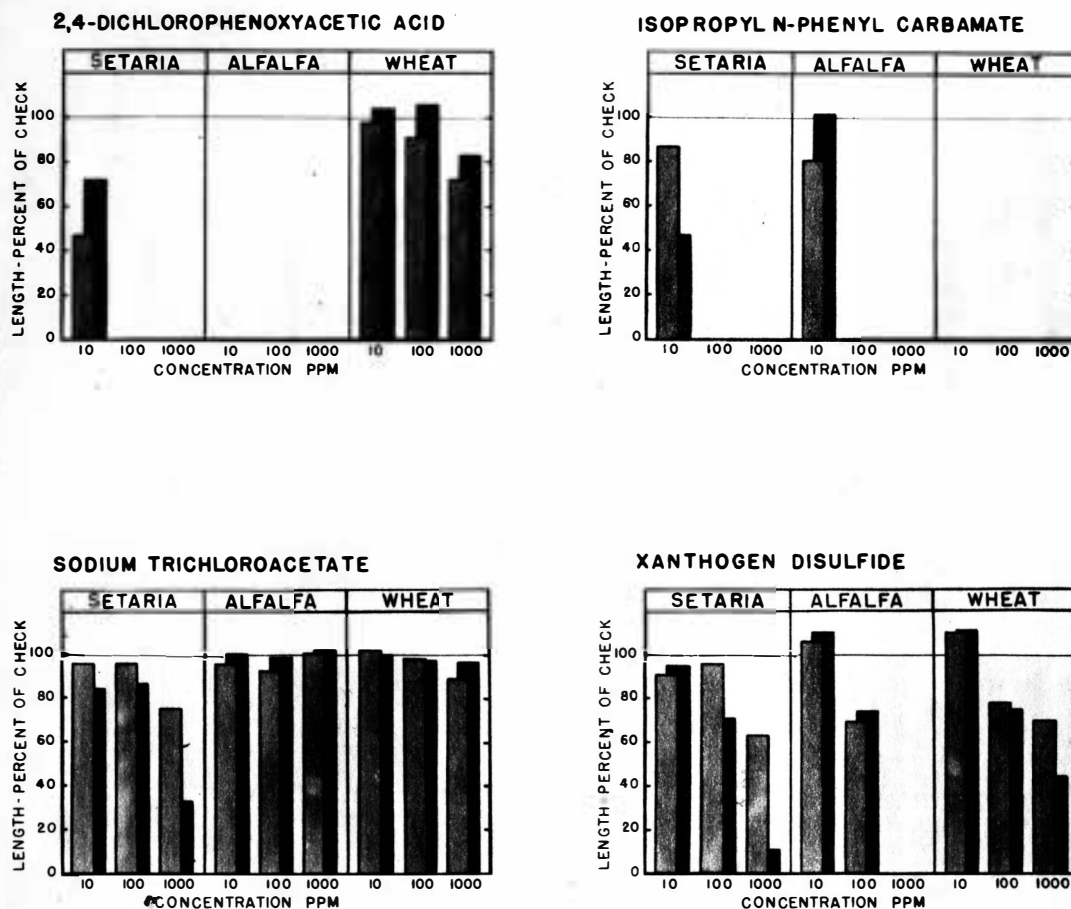 2,4-DICHLOROPHENOXYACETIC ACID
SETARIA ALFALFA WHEAT
LENGTH-PERCENT OF CHECK
100
80
60
40
20
0
10 100 1000 10 100 1000 10 100 1000
CONCENTRATION PPM
ISOPROPYL N-PHENYL CARBAMATE
SETARIA ALFALFA WHEAT
LENGTH-PERCENT OF CHECK
100
80
60
40
20
0
10 100 1000 10 100 1000 10 100 1000
CONCENTRATION PPM
SODIUM TRICHLOROACETATE
SETARIA ALFALFA WHEAT
LENGTH-PERCENT OF CHECK
100
80
60
40
20
0
10 100 1000 10 100 1000 10 100 1000
CONCENTRATION PPM
XANTHOGEN DISULFIDE
SETARIA ALFALFA WHEAT
LENGTH-PERCENT OF CHECK
100
80
60
40
20
0
10 100 1000 10 100 1000 10 100 1000
CONCENTRATION PPM